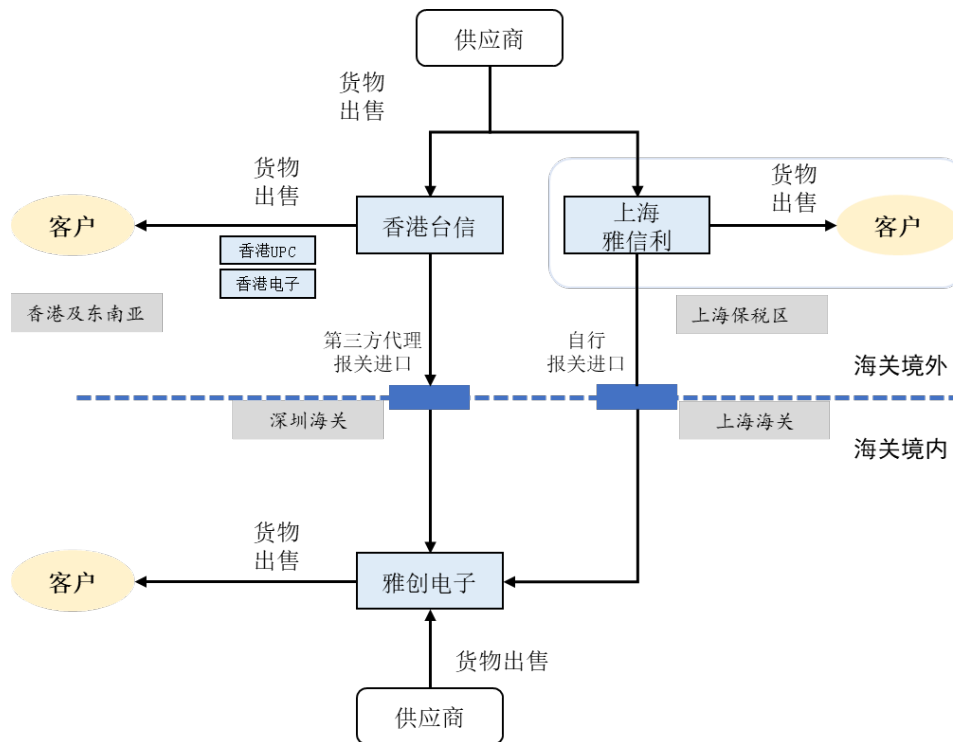 供应商
货物
出售
货物
出售
货物
出售
客户
香港台信
上海
雅信利
客户
香港UPC
香港电子
香港及东南亚
上海保税区
第三方代理
报关进口
自行
报关进口
海关境外
深圳海关
上海海关
海关境内
货物
出售
客户
雅创电子
货物出售
供应商